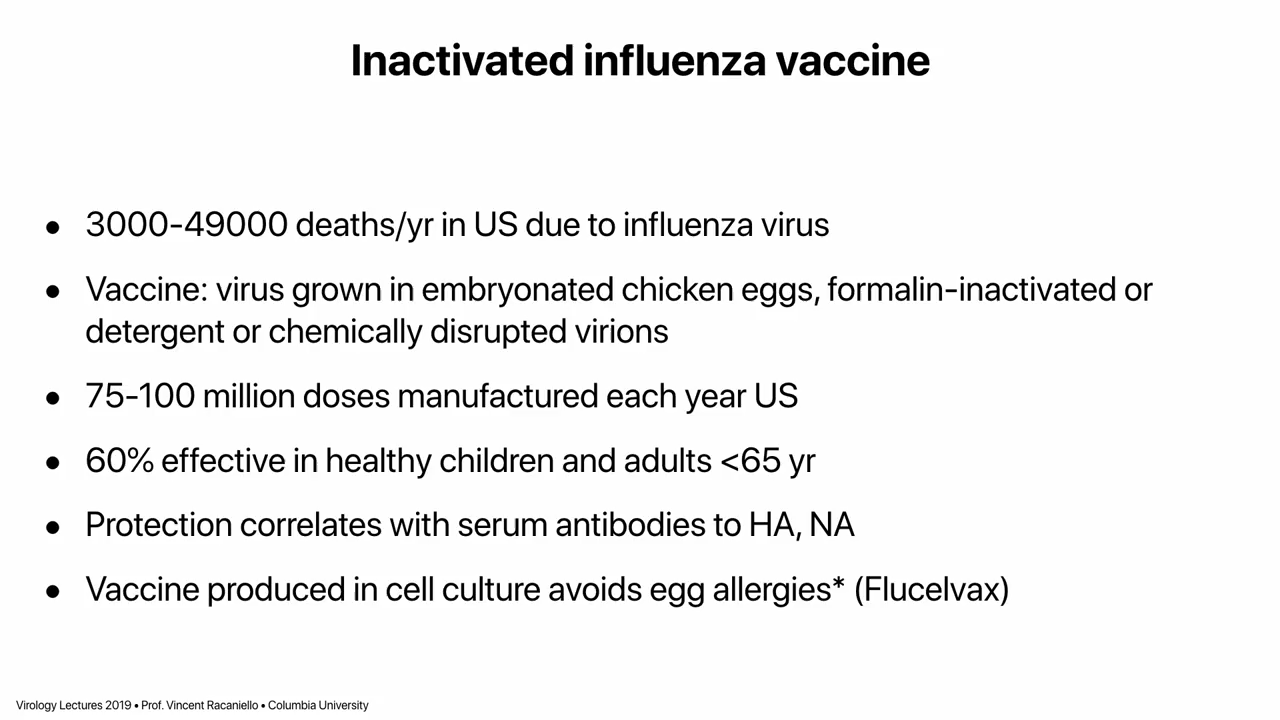 Inactivated influenza vaccine
• 3000-49000 deaths/yr in US due to influenza virus
• Vaccine: virus grown in embryonated chicken eggs, formalin-inactivated or
detergent or chemically disrupted virions
• 75-100 million doses manufactured each year US
• 60% effective in healthy children and adults <65 yr
• Protection correlates with serum antibodies to HA, NA
• Vaccine produced in cell culture avoids egg allergies* (Flucelvax)
Virology Lectures 2019 • Prof. Vincent Racaniello • Columbia University